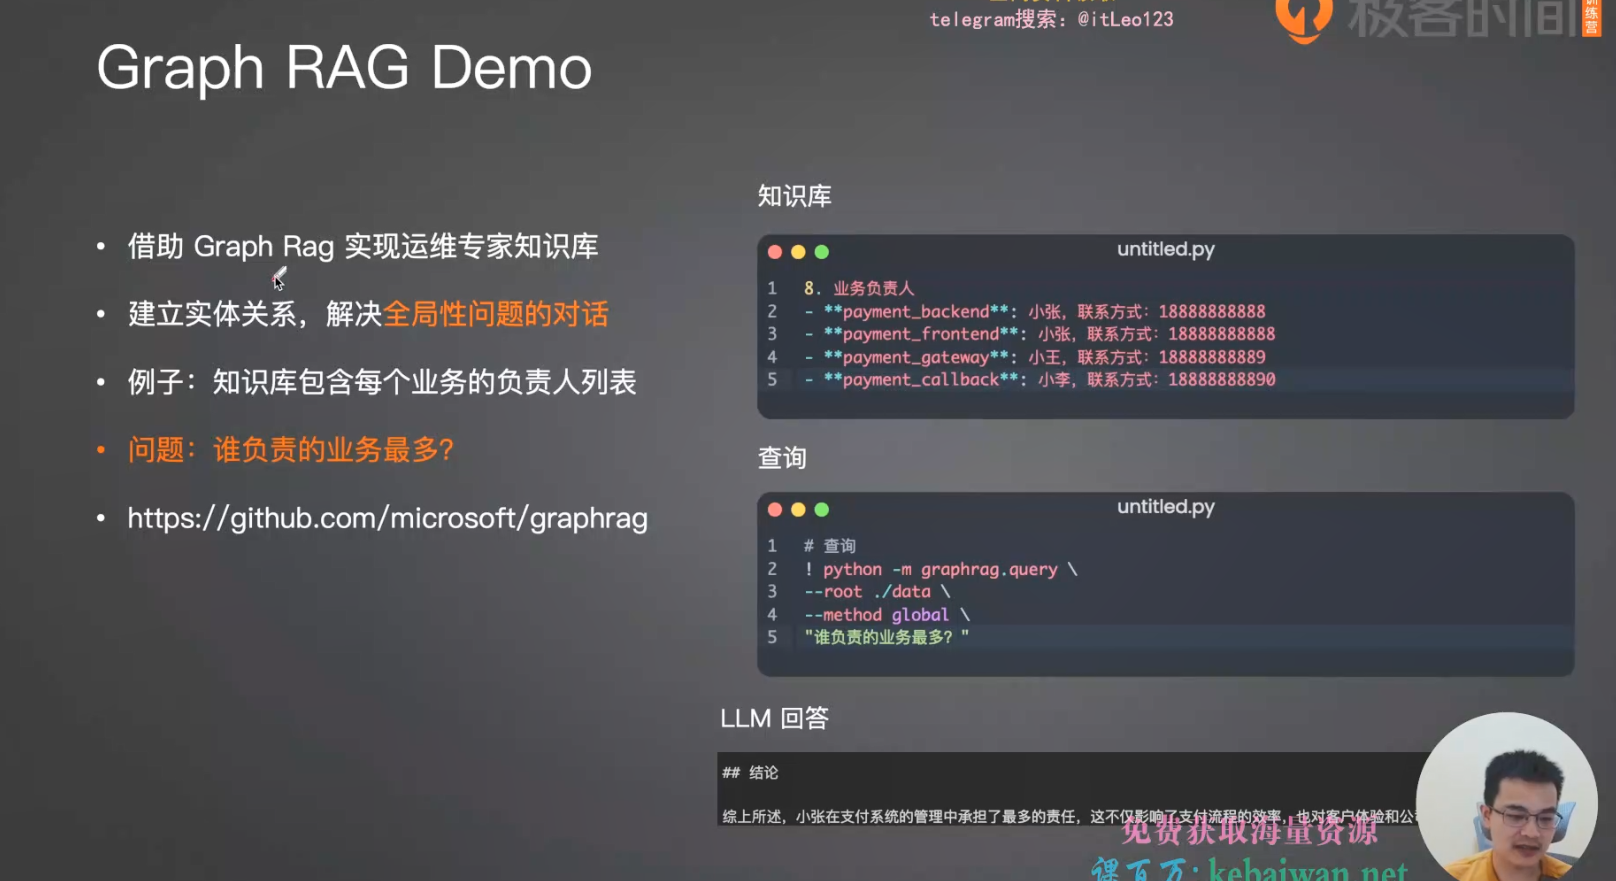 telegram搜索：@itLeo123
极客时间
训练营
Graph RAG Demo
• 借助 Graph Rag 实现运维专家知识库
• 建立实体关系，解决全局性问题的对话
• 例子：知识库包含每个业务的负责人列表
• 问题：谁负责的业务最多？
• https://github.com/microsoft/graphrag
知识库
untitled.py
1 8. 业务负责人
2 - **payment_backend**: 小张，联系方式：18888888888
3 - **payment_frontend**: 小张，联系方式：18888888888
4 - **payment_gateway**: 小王，联系方式：18888888889
5 - **payment_callback**: 小李，联系方式：18888888890
查询
untitled.py
1 # 查询
2 ! python -m graphrag.query \
3 --root ./data \
4 --method global \
5 "谁负责的业务最多？"
LLM 回答
## 结论
综上所述，小张在支付系统的管理中承担了最多的责任，这不仅影响了支付流程的效率，也对客户体验和公
免费获取海量资源
课百万：kebaiwan.net